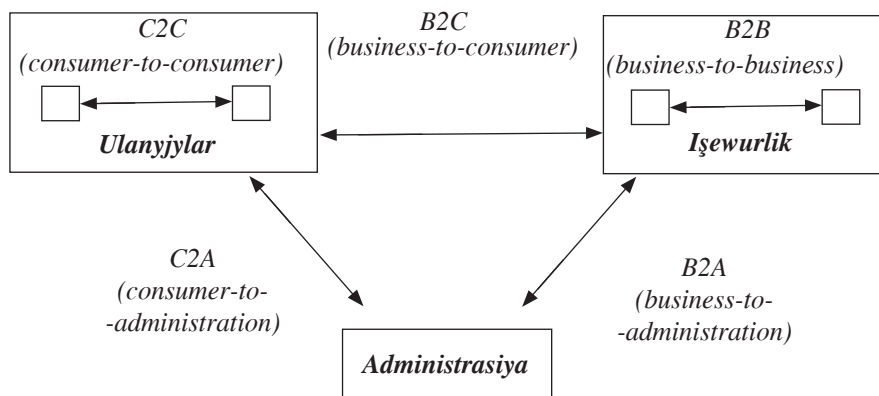 C2C
(consumer-to-consumer)
Ulanyjylar
B2C
(business-to-consumer)
B2B
(business-to-business)
Işewurlik
C2A
(consumer-to-
-administration)
B2A
(business-to-
-administration)
Administrasiya